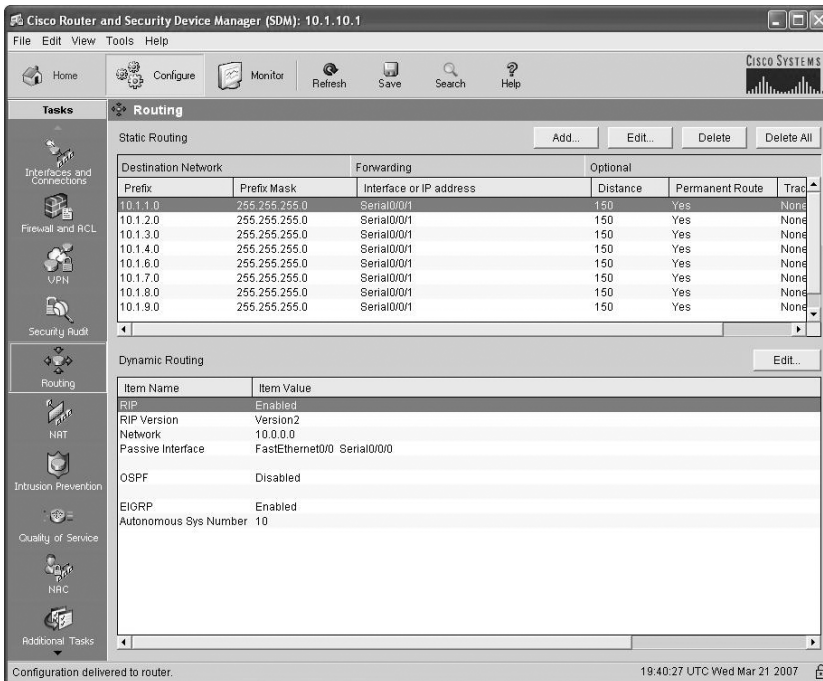 Cisco Router and Security Device Manager (SDM): 10.1.10.1
File Edit View Tools Help
Home Configure Monitor Refresh Save Search Help
CISCO SYSTEMS
Tasks
Interfaces and Connections
Firewall and ACL
VPN
Security Audit
Routing
NAT
Intrusion Prevention
Quality of Service
NAC
Additional Tasks
Routing
Static Routing Add... Edit... Delete Delete All
Destination Network Forwarding Optional
Prefix Prefix Mask Interface or IP address Distance Permanent Route Trac
10.1.1.0 255.255.255.0 Serial0/0/1 150 Yes None
10.1.2.0 255.255.255.0 Serial0/0/1 150 Yes None
10.1.3.0 255.255.255.0 Serial0/0/1 150 Yes None
10.1.4.0 255.255.255.0 Serial0/0/1 150 Yes None
10.1.6.0 255.255.255.0 Serial0/0/1 150 Yes None
10.1.7.0 255.255.255.0 Serial0/0/1 150 Yes None
10.1.8.0 255.255.255.0 Serial0/0/1 150 Yes None
10.1.9.0 255.255.255.0 Serial0/0/1 150 Yes None
Dynamic Routing Edit...
Item Name Item Value
RIP Enabled
RIP Version Version2
Network 10.0.0.0
Passive Interface FastEthernet0/0 Serial0/0/0
OSPF Disabled
EIGRP Enabled
Autonomous Sys Number 10
Configuration delivered to router. 19:40:27 UTC Wed Mar 21 2007